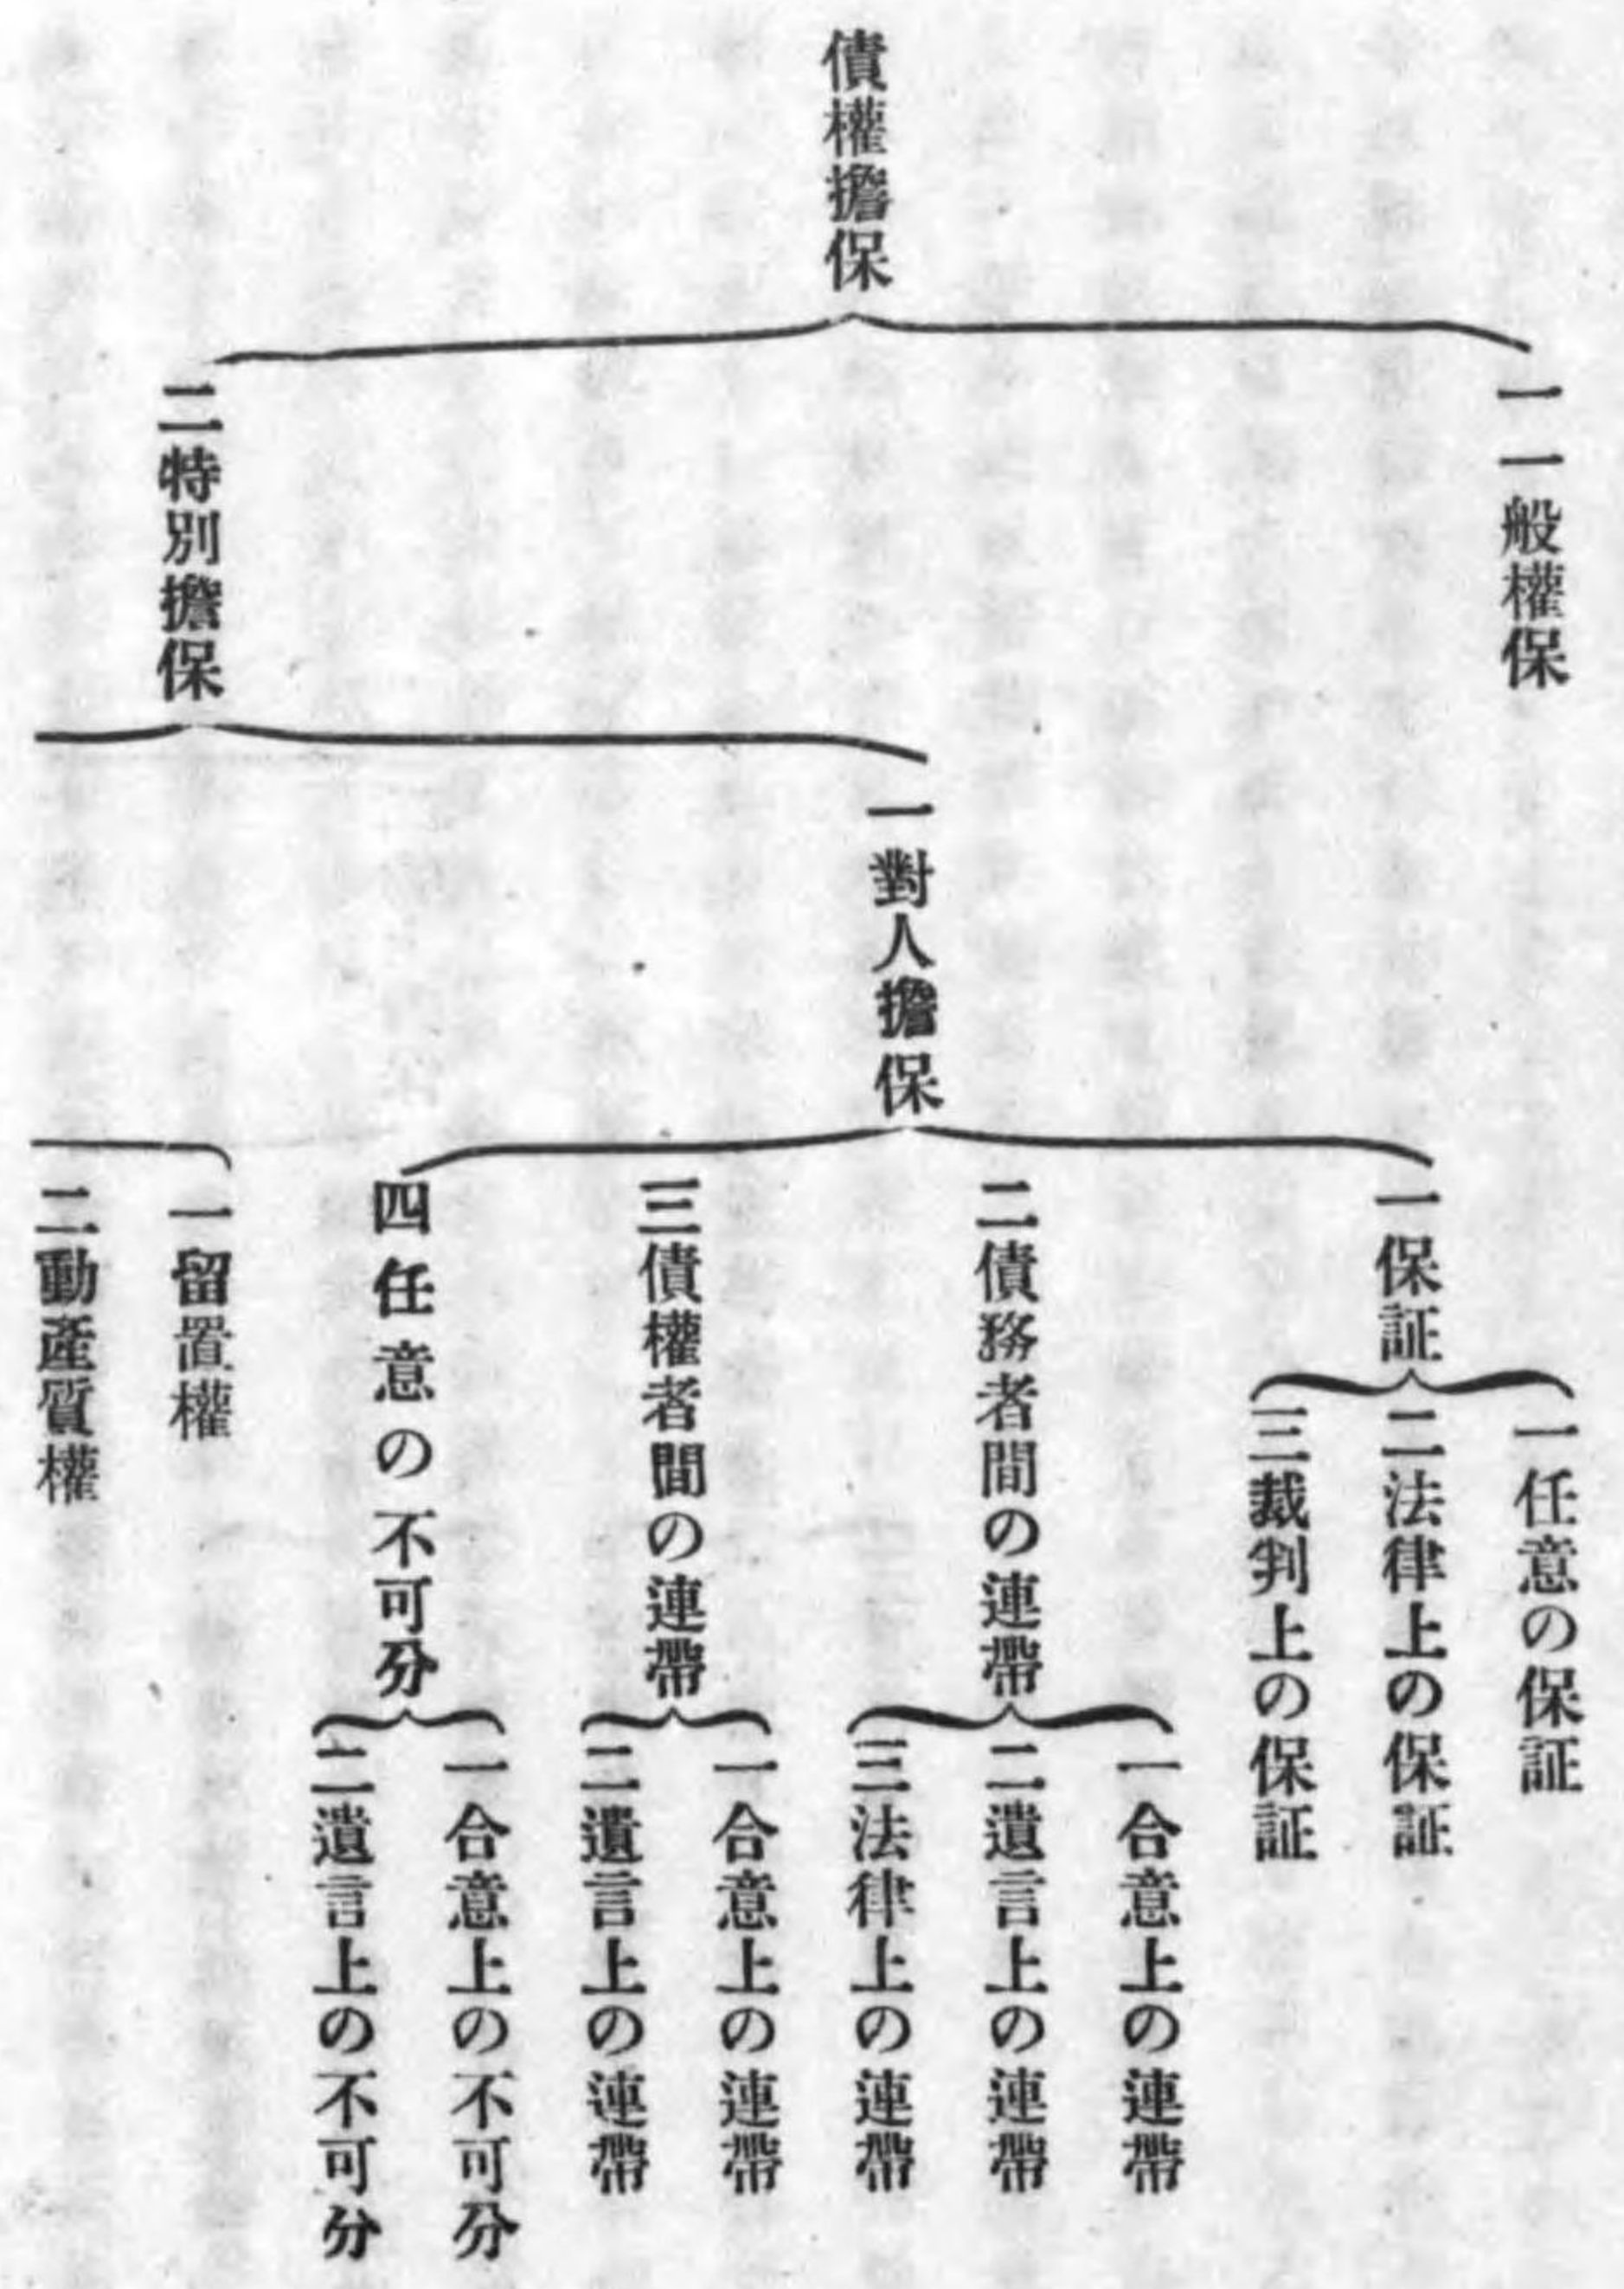 債權擔保
一一般權保
二特別擔保
一對人擔保
一保証
一任意の保証
二法律上の保証
三裁判上の保証
二債務者間の連帶
一合意上の連帶
二遺言上の連帶
三法律上の連帶
三債權者間の連帶
一合意上の連帶
二遺言上の連帶
四任意の不可分
一合意上の不可分
二遺言上の不可分
一留置權
二動產質權